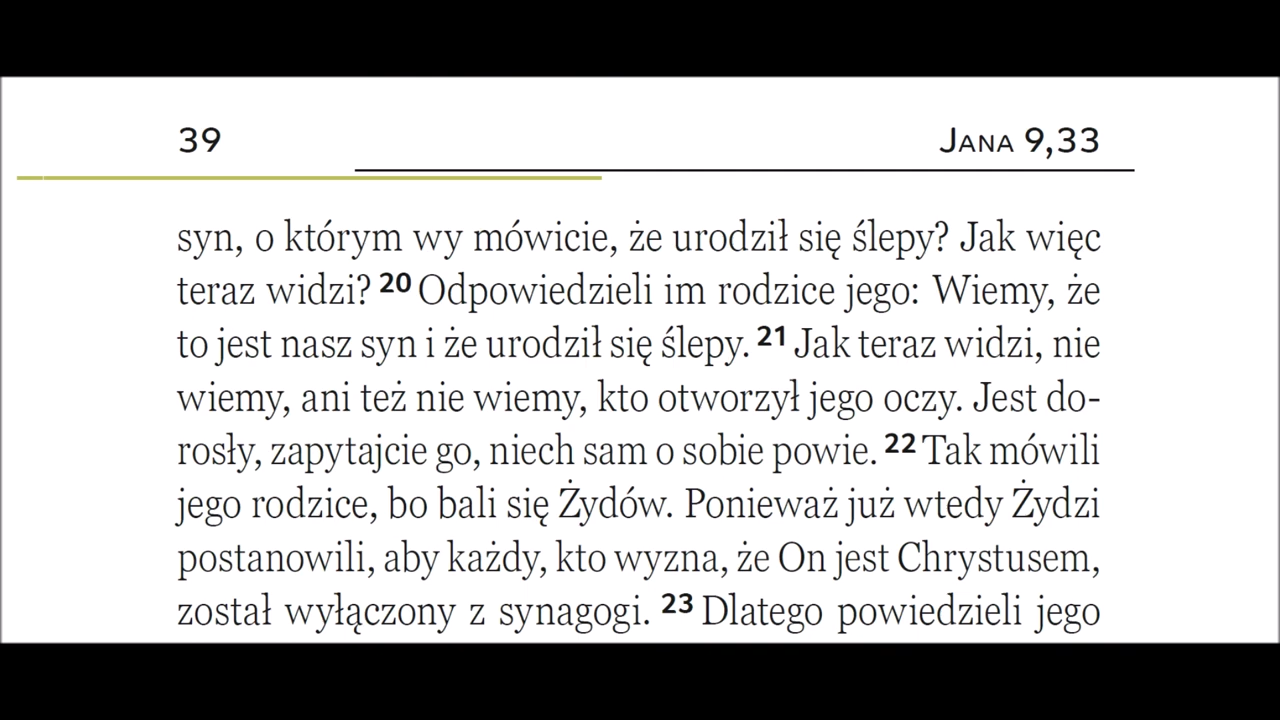 39 Jana 9,33
syn, o którym wy mówicie, że urodził się ślepy? Jak więc
teraz widzi? 20 Odpowiedzieli im rodzice jego: Wiemy, że
to jest nasz syn i że urodził się ślepy. 21 Jak teraz widzi, nie
wiemy, ani też nie wiemy, kto otworzył jego oczy. Jest do-
rosły, zapytajcie go, niech sam o sobie powie. 22 Tak mówili
jego rodzice, bo bali się Żydów. Ponieważ już wtedy Żydzi
postanowili, aby każdy, kto wyzna, że On jest Chrystusem,
został wyłączony z synagogi. 23 Dlatego powiedzieli jego